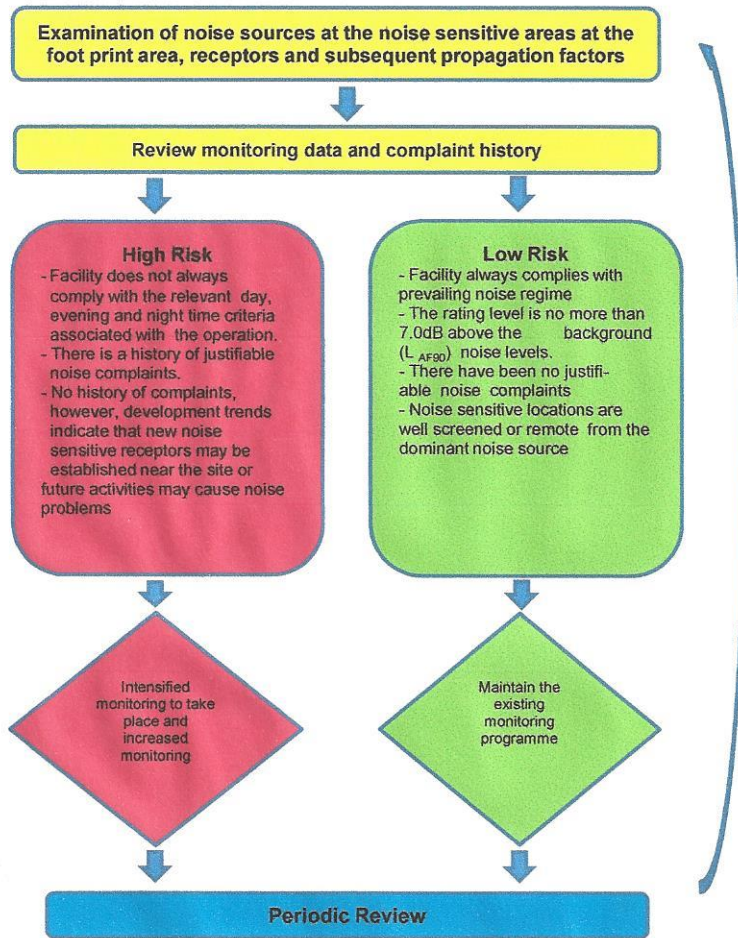 Examination of noise sources at the noise sensitive areas at the
foot print area, receptors and subsequent propagation factors
Review monitoring data and complaint history
High Risk
- Facility does not always
comply with the relevant day,
evening and night time criteria
associated with the operation.
- There is a history of justifiable
noise complaints.
- No history of complaints,
however, development trends
indicate that new noise
sensitive receptors may be
established near the site or
future activities may cause noise
problems
Low Risk
- Facility always complies with
prevailing noise regime
- The rating level is no more than
7.0dB above the background
(L AF90) noise levels.
- There have been no justifi-
able noise complaints
- Noise sensitive locations are
well screened or remote from the
dominant noise source
Intensified
monitoring to take
place and
increased
monitoring
Maintain the
existing
monitoring
programme
Periodic Review